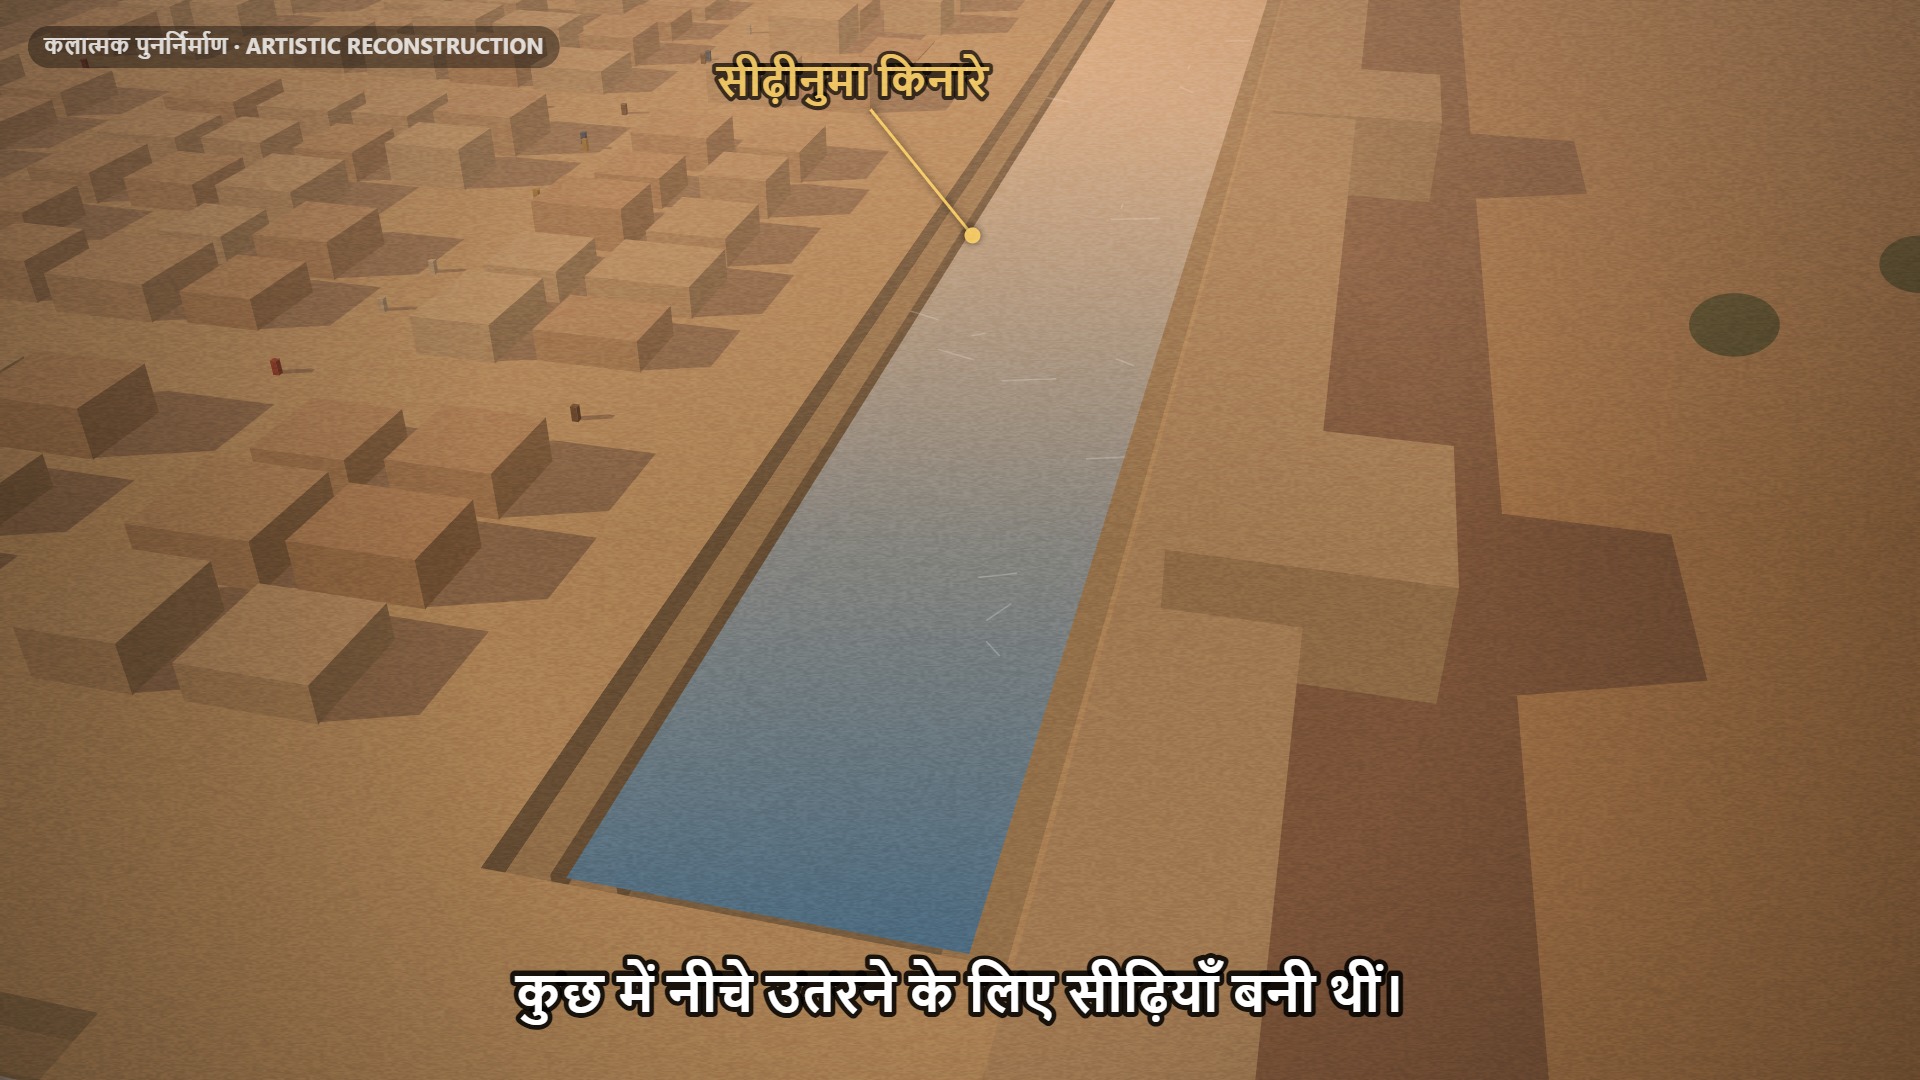 कलात्मक पुनर्निर्माण · ARTISTIC RECONSTRUCTION
सीढ़ीनुमा किनारे
कुछ में नीचे उतरने के लिए सीढ़ियाँ बनी थीं।